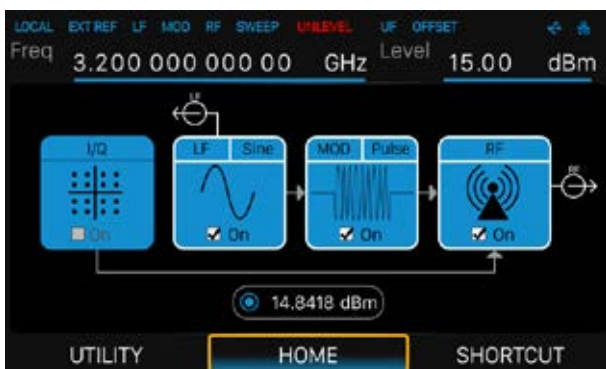 LOCAL EXT REF LF MOD RF SWEEP UNLEVEL UF OFFSET
Freq 3.200 000 000 00 GHz Level 15.00 dBm
LF
I/Q LF Sine MOD Pulse RF
RF
On On On On
14.8418 dBm
UTILITY HOME SHORTCUT